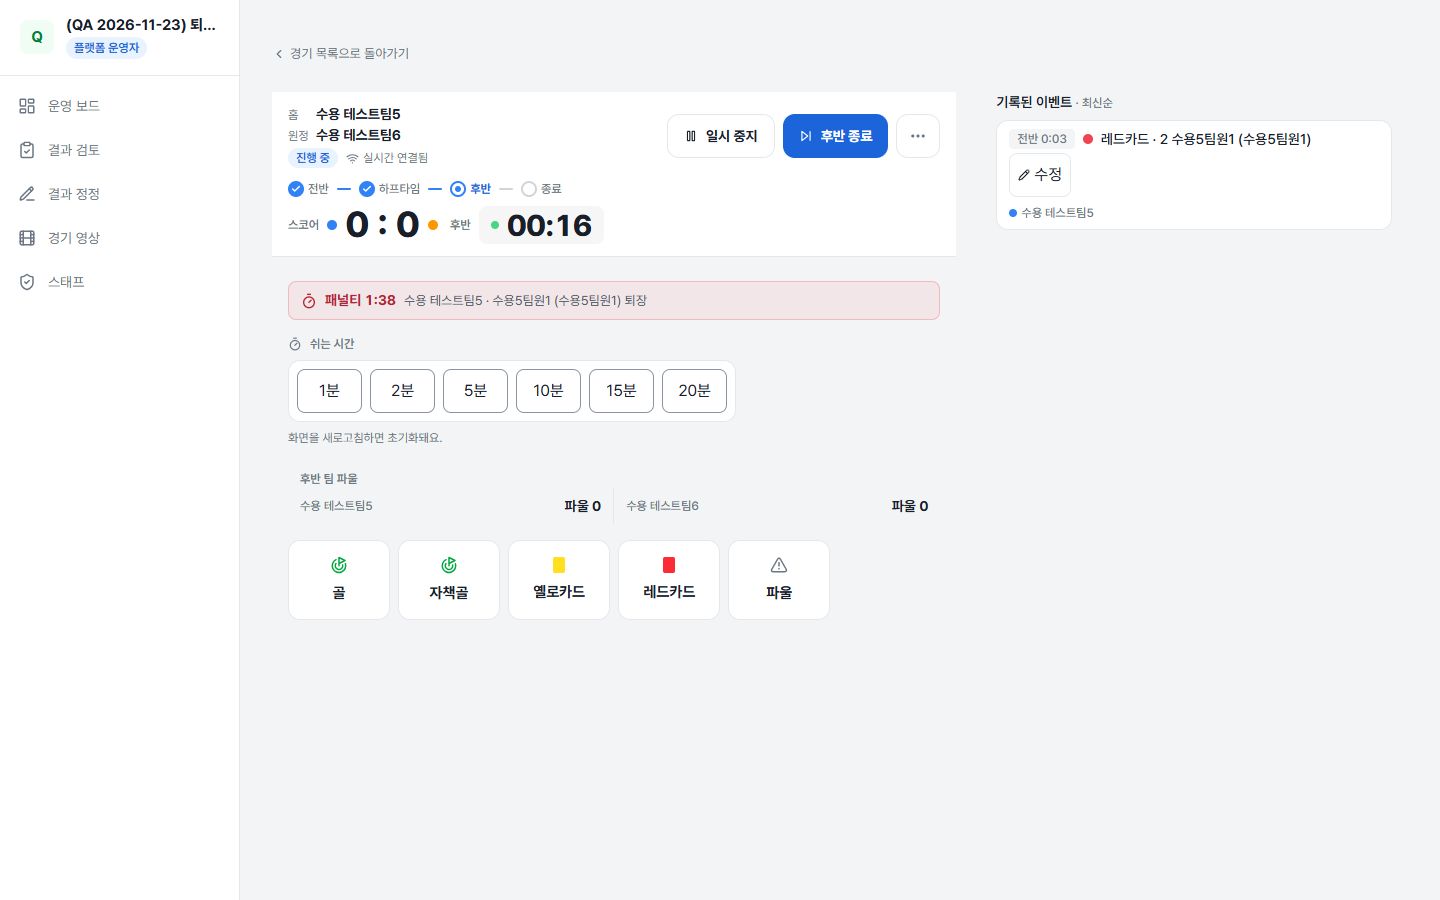 Q
(QA 2026-11-23) 퇴...
플랫폼 운영자
운영 보드
결과 검토
결과 정정
경기 영상
스태프
경기 목록으로 돌아가기
홈 수용 테스트팀5
원정 수용 테스트팀6
진행 중 실시간 연결됨
일시 중지
후반 종료
전반 하프타임 후반 종료
스코어 0 : 0 후반 00:16
패널티 1:38 수용 테스트팀5 · 수용5팀원1 (수용5팀원1) 퇴장
쉬는 시간
1분 2분 5분 10분 15분 20분
화면을 새로고침하면 초기화돼요.
후반 팀 파울
수용 테스트팀5 파울 0 수용 테스트팀6 파울 0
골 자책골 옐로카드 레드카드 파울
기록된 이벤트 · 최신순
전반 0:03 레드카드 · 2 수용5팀원1 (수용5팀원1)
수정
수용 테스트팀5